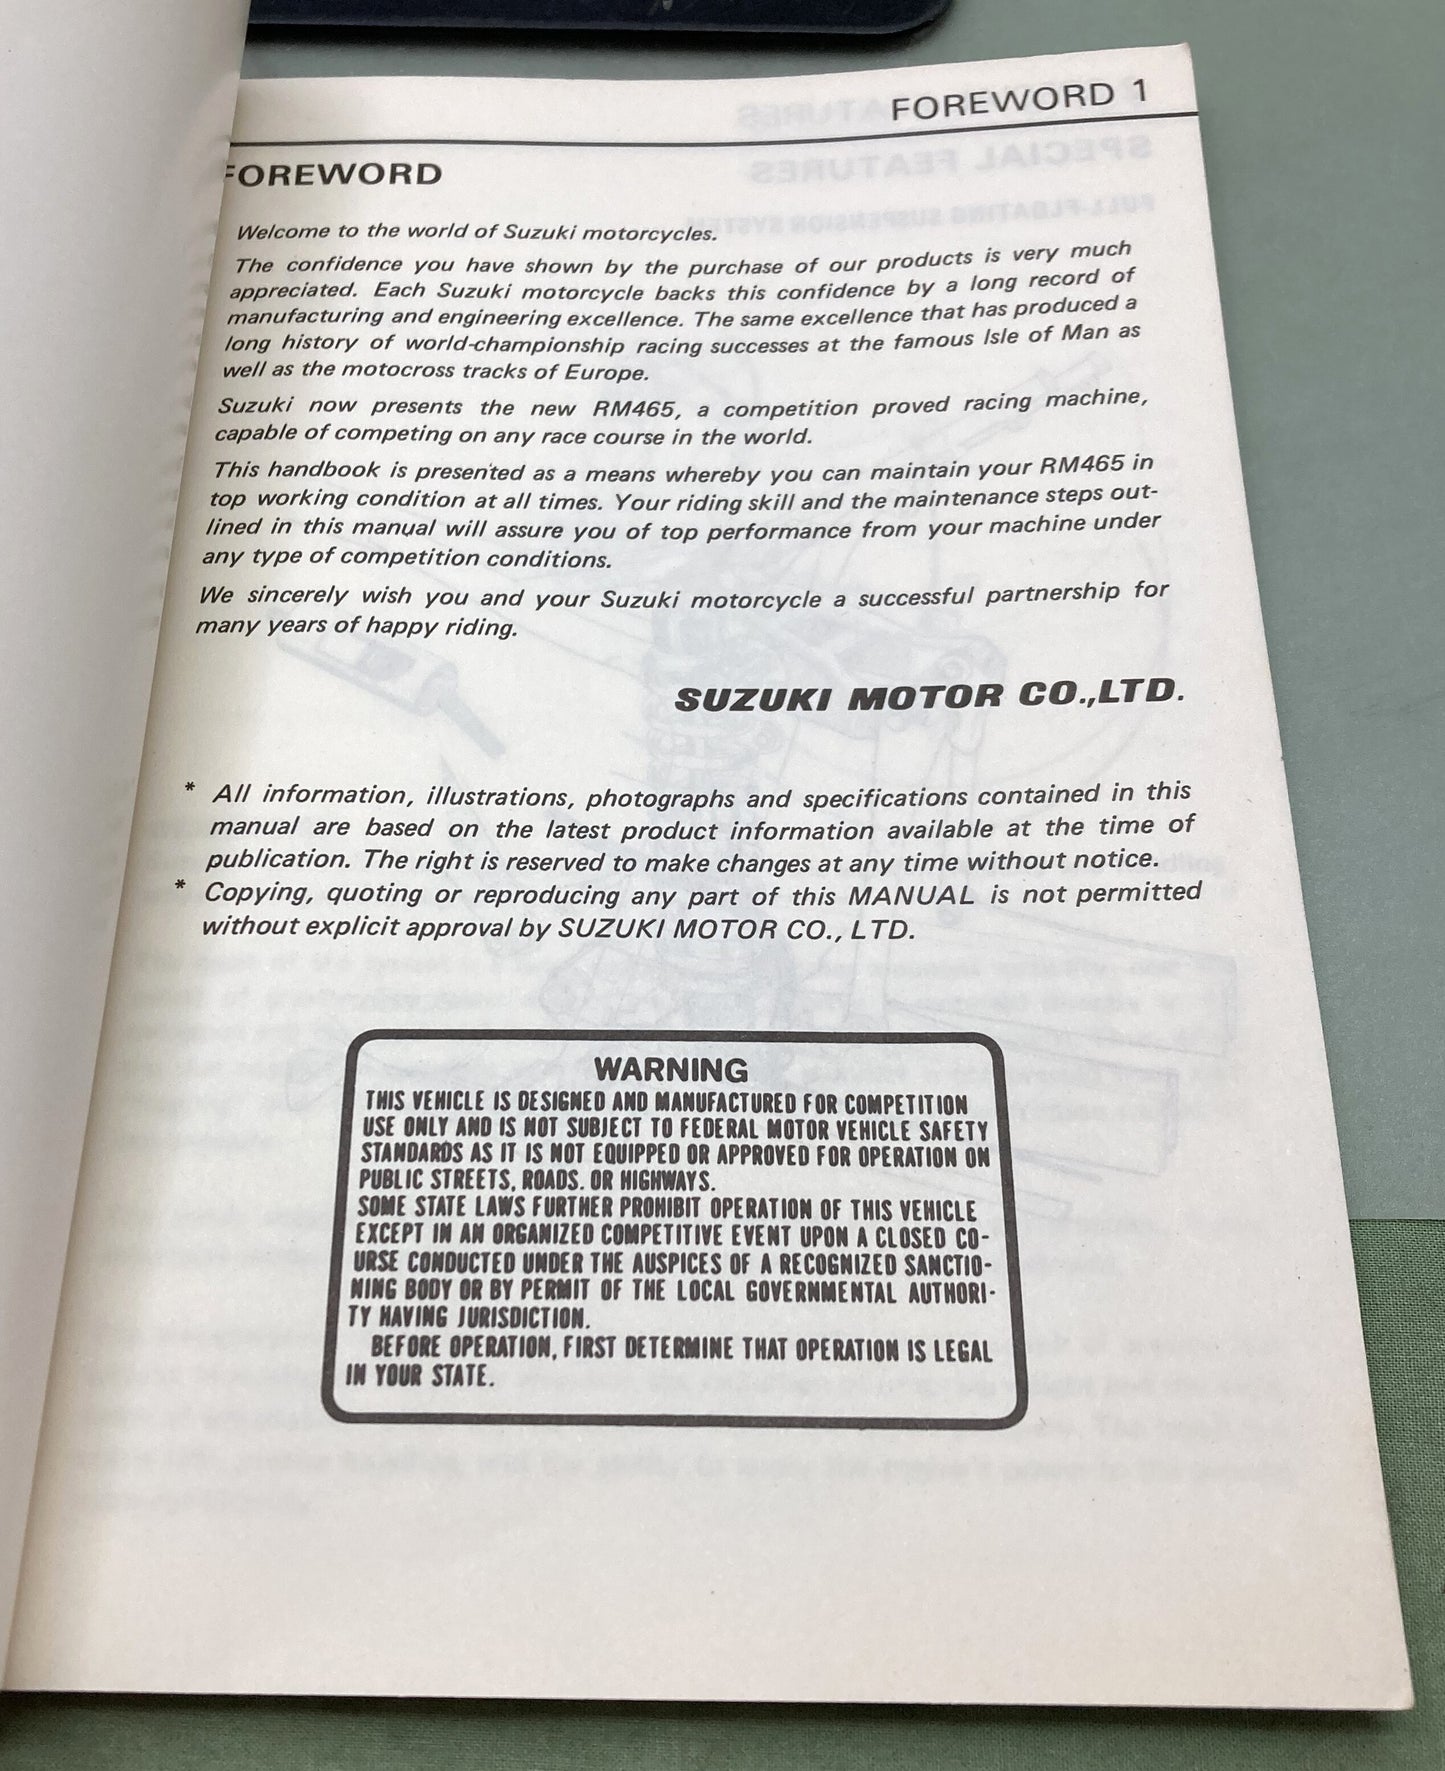 FOREWORD 1
FOREWORD
Welcome to the world of Suzuki motorcycles.
The confidence you have shown by the purchase of our products is very much
appreciated. Each Suzuki motorcycle backs this confidence by a long record of
manufacturing and engineering excellence. The same excellence that has produced a
long history of world-championship racing successes at the famous Isle of Man as
well as the motocross tracks of Europe.
Suzuki now presents the new RM465, a competition proved racing machine,
capable of competing on any race course in the world.
This handbook is presented as a means whereby you can maintain your RM465 in
top working condition at all times. Your riding skill and the maintenance steps out-
lined in this manual will assure you of top performance from your machine under
any type of competition conditions.
We sincerely wish you and your Suzuki motorcycle a successful partnership for
many years of happy riding.
SUZUKI MOTOR CO.,LTD.
* All information, illustrations, photographs and specifications contained in this
manual are based on the latest product information available at the time of
publication. The right is reserved to make changes at any time without notice.
* Copying, quoting or reproducing any part of this MANUAL is not permitted
without explicit approval by SUZUKI MOTOR CO., LTD.
WARNING
THIS VEHICLE IS DESIGNED AND MANUFACTURED FOR COMPETITION
USE ONLY AND IS NOT SUBJECT TO FEDERAL MOTOR VEHICLE SAFETY
STANDARDS AS IT IS NOT EQUIPPED OR APPROVED FOR OPERATION ON
PUBLIC STREETS, ROADS. OR HIGHWAYS.
SOME STATE LAWS FURTHER PROHIBIT OPERATION OF THIS VEHICLE
EXCEPT IN AN ORGANIZED COMPETITIVE EVENT UPON A CLOSED CO-
URSE CONDUCTED UNDER THE AUSPICES OF A RECOGNIZED SANCTIO-
NING BODY OR BY PERMIT OF THE LOCAL GOVERNMENTAL AUTHORI-
TY HAVING JURISDICTION.
BEFORE OPERATION, FIRST DETERMINE THAT OPERATION IS LEGAL
IN YOUR STATE.